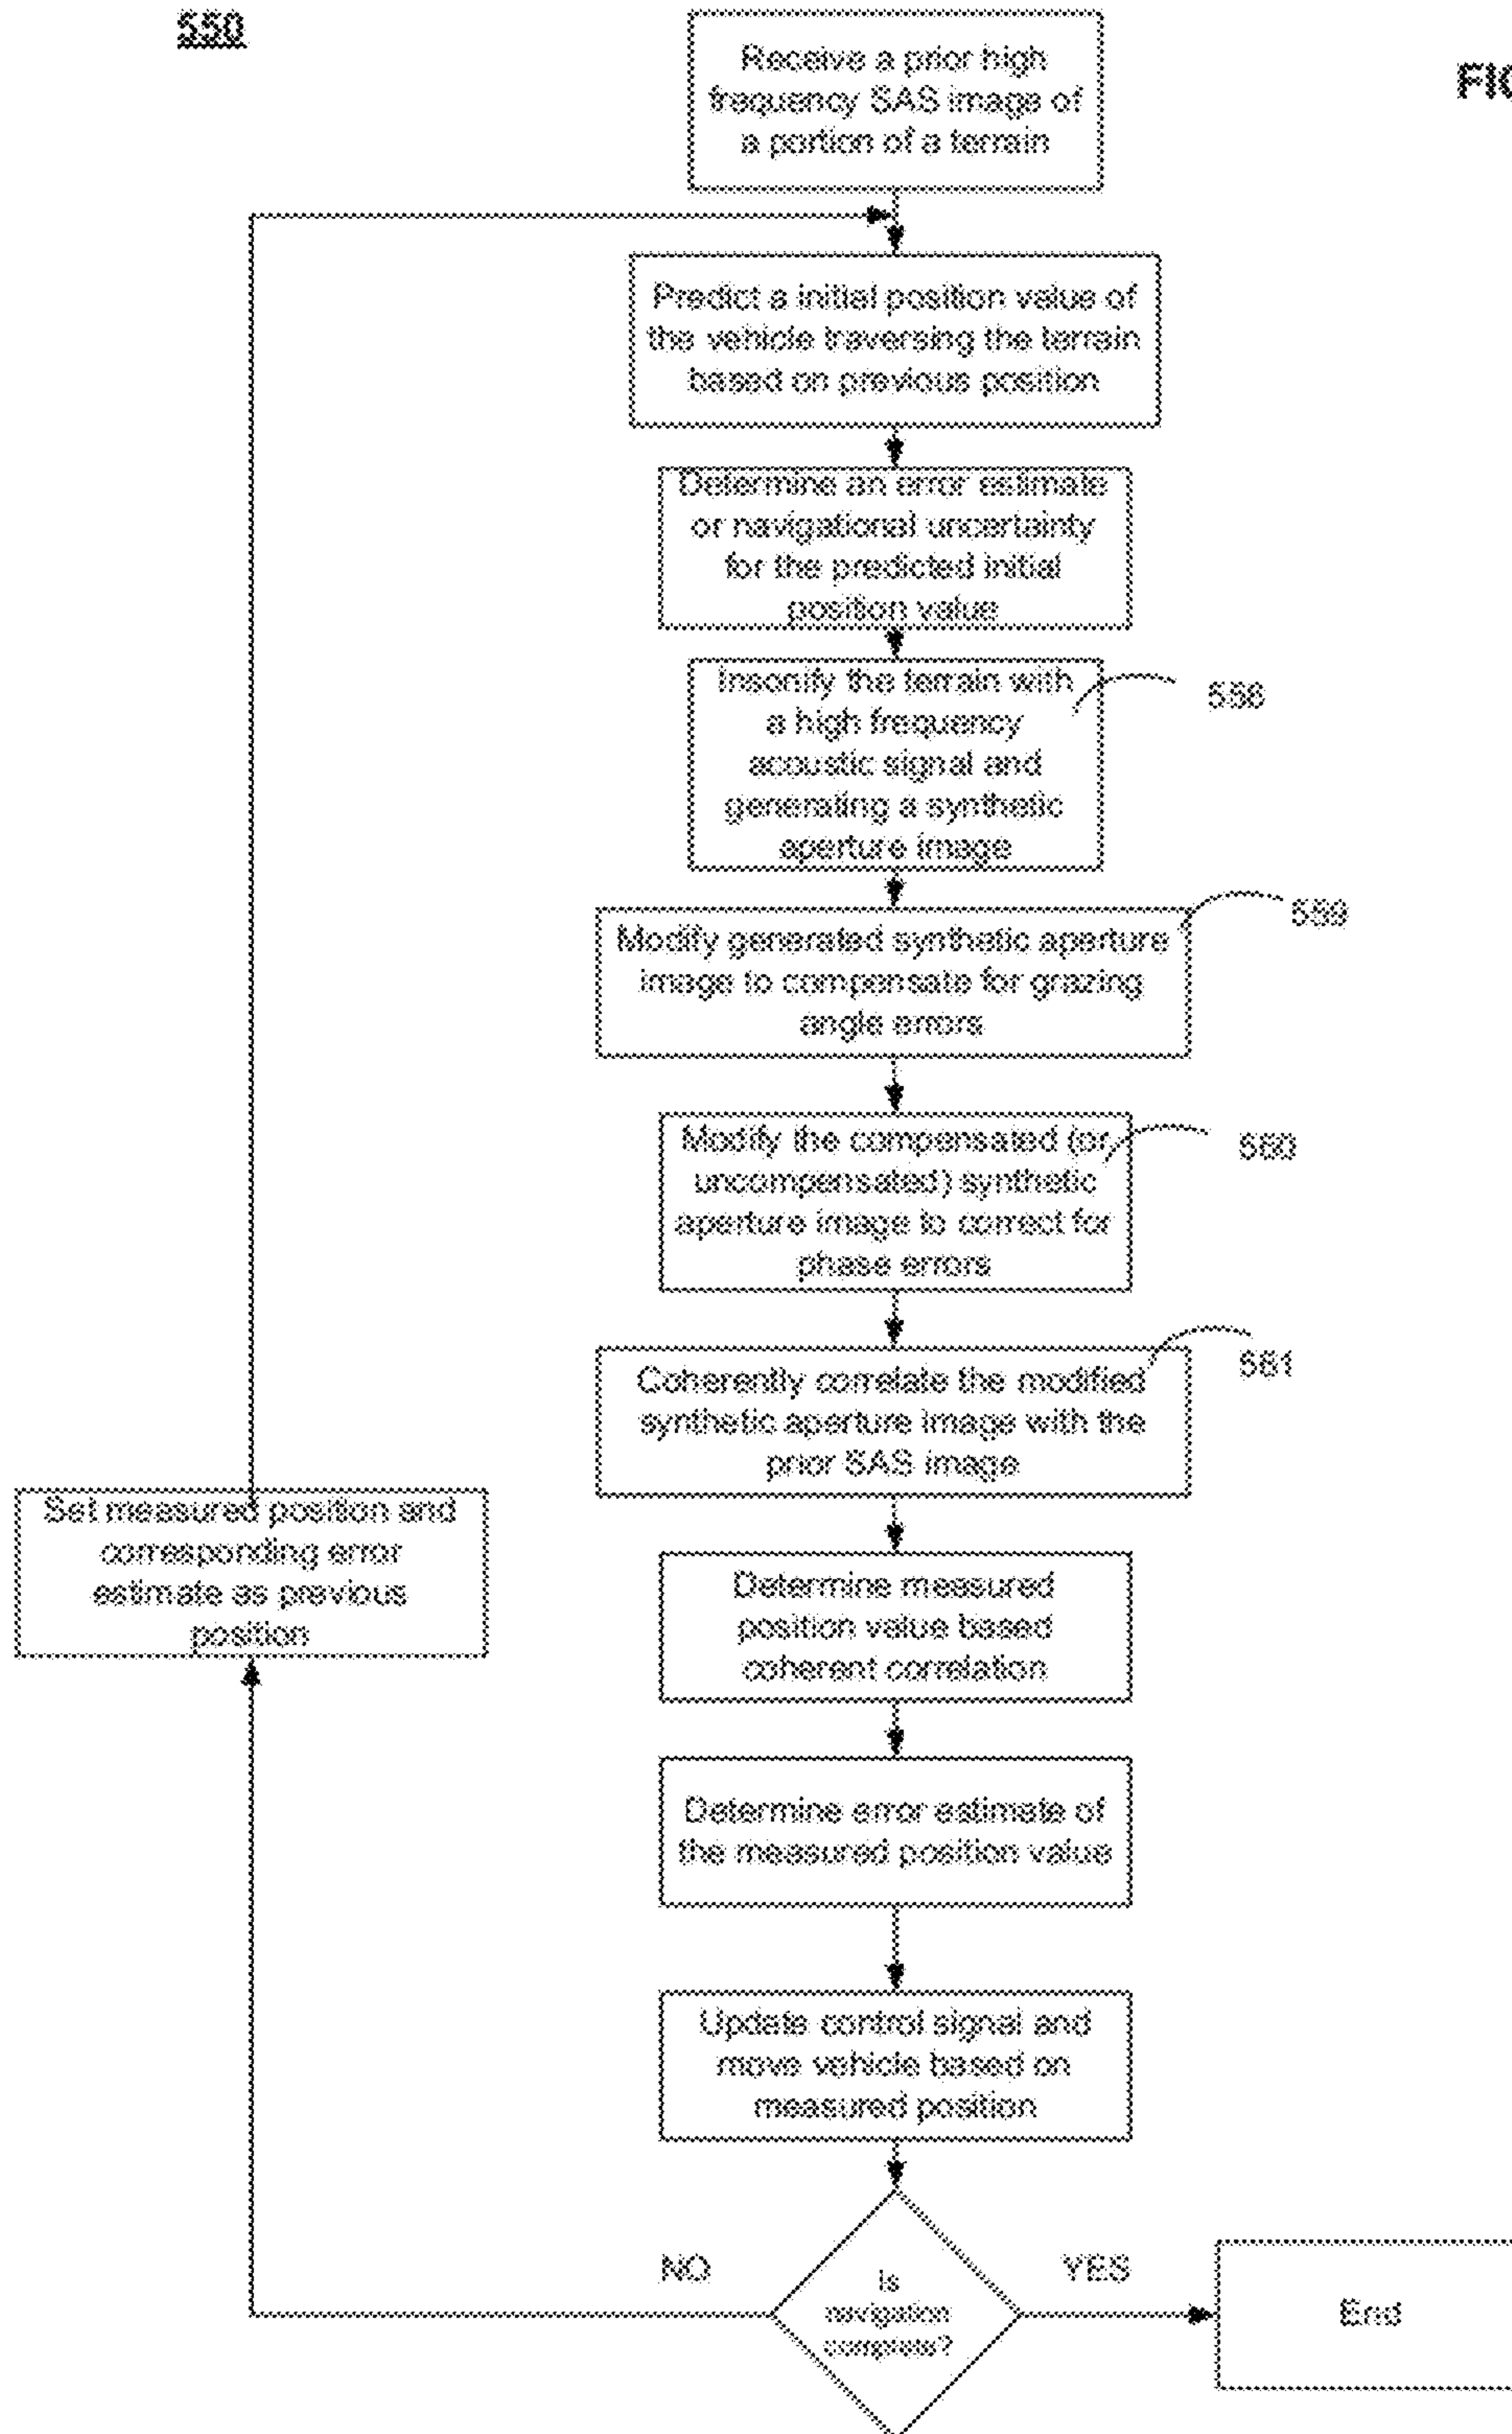 550
FIG
Receive a prior high
frequency SAS image of
a portion of a terrain
Predict a initial position value of
the vehicle traversing the terrain
based on previous position
Determine an error estimate
or navigational uncertainty
for the predicted initial
position value
Insonify the terrain with
a high frequency
acoustic signal and
generating a synthetic
aperture image
556
Modify generated synthetic aperture
image to compensate for grazing
angle errors
559
Modify the compensated (or
uncompensated) synthetic
aperture image to correct for
phase errors
560
Coherently correlate the modified
synthetic aperture image with the
prior SAS image
561
Set measured position and
corresponding error
estimate as previous
position
Determine measured
position value based
coherent correlation
Determine error estimate of
the measured position value
Update control signal and
move vehicle based on
measured position
NO
Is
navigation
complete?
YES
End